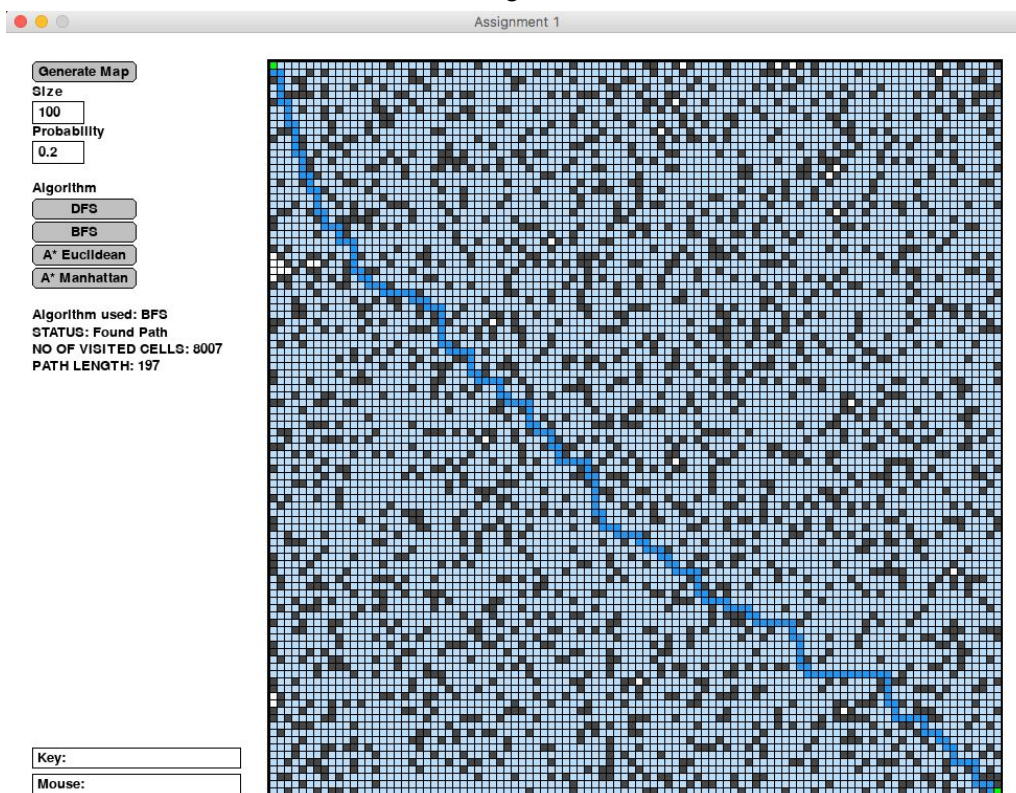 Assignment 1
Generate Map
Size
100
Probability
0.2
Algorithm
DFS
BFS
A* Euclidean
A* Manhattan
Algorithm used: BFS
STATUS: Found Path
NO OF VISITED CELLS: 8007
PATH LENGTH: 197
Key:
Mouse: